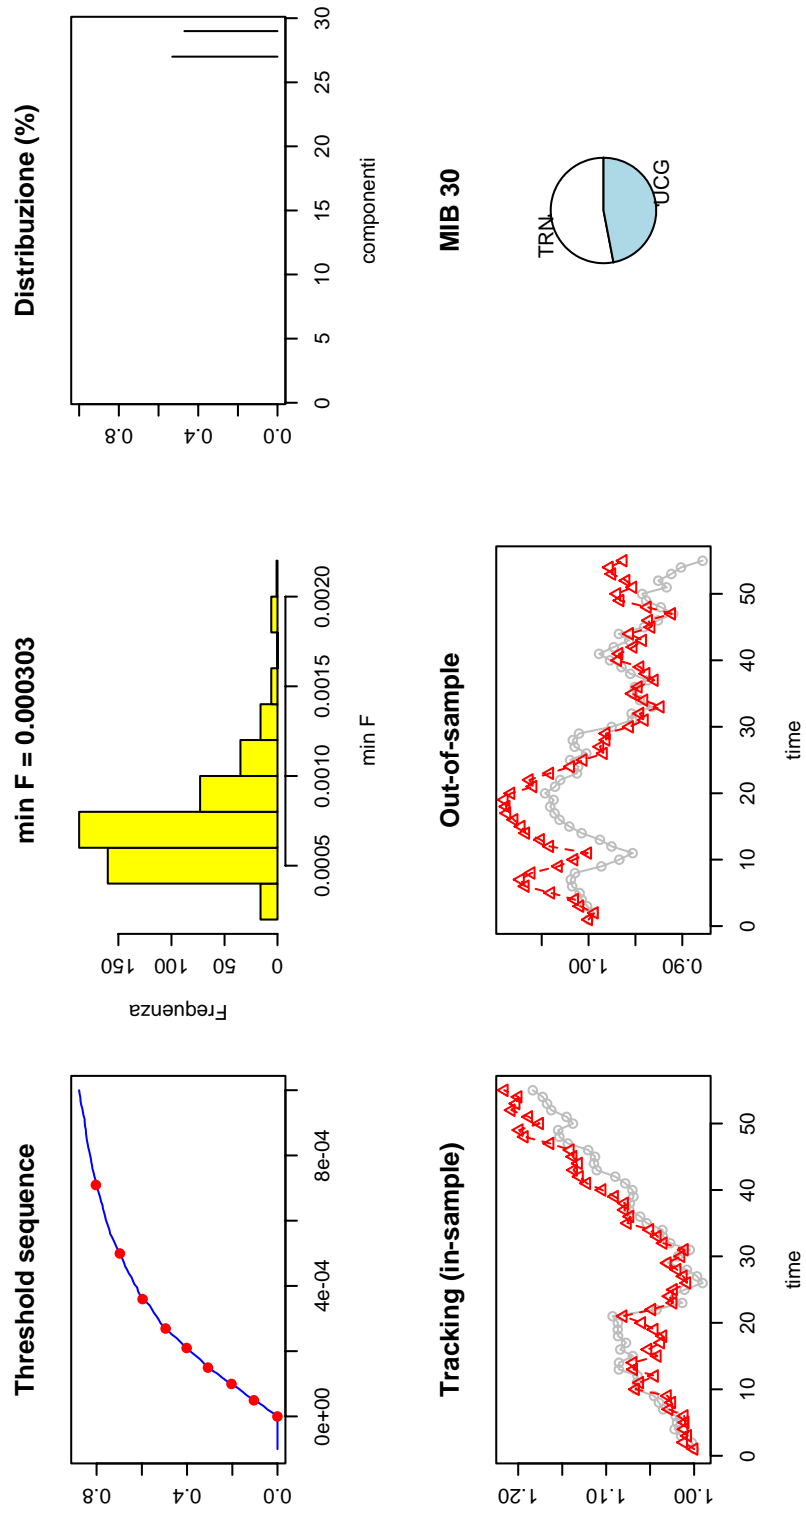 Threshold sequence
0.0 0.4 0.8
0e+00 4e-04 8e-04
min F = 0.000303
Frequenza
0 50 100 150
0.0005 0.0010 0.0015 0.0020
min F
Distribuzione (%)
0.0 0.4 0.8
0 5 10 15 20 25 30
componenti
Tracking (in-sample)
1.00 1.10 1.20
0 10 20 30 40 50
time
Out-of-sample
0.90 1.00
0 10 20 30 40 50
time
MIB 30
TRN
UCG